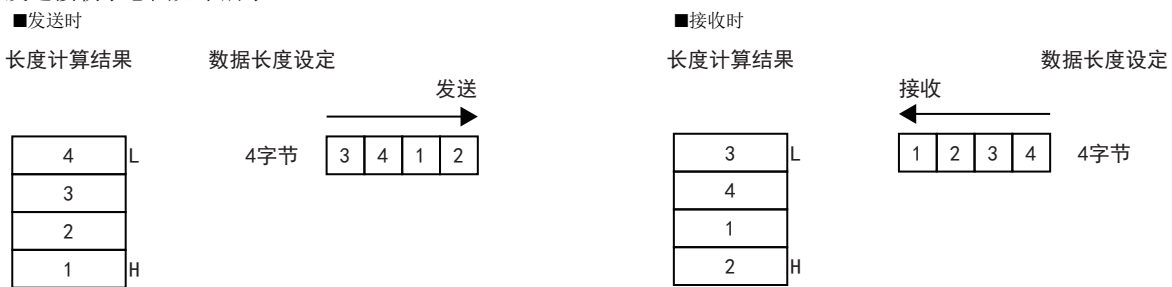 ■发送时
长度计算结果 数据长度设定
发送
4 L
3
2
1 H
4字节 3 4 1 2
■接收时
长度计算结果 数据长度设定
接收
3 L
4
1
2 H
1 2 3 4 4字节